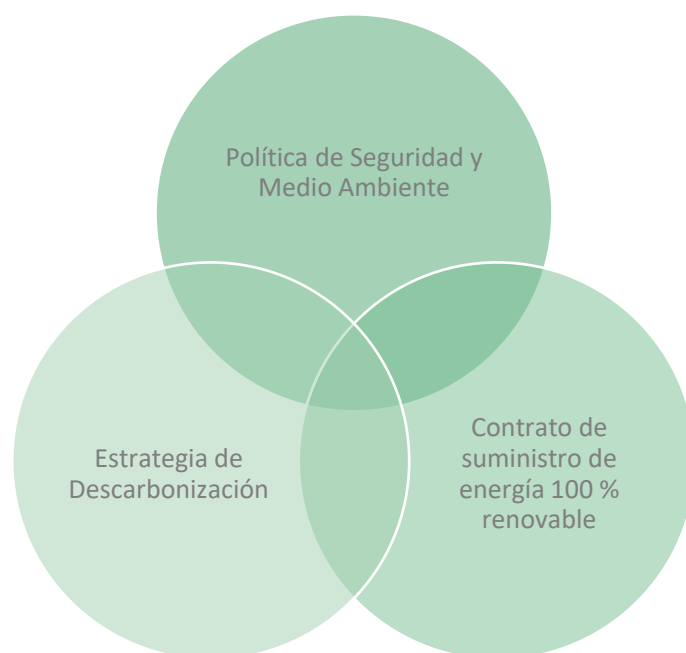 Política de Seguridad y
Medio Ambiente
Estrategia de
Descarbonización
Contrato de
suministro de
energía 100 %
renovable